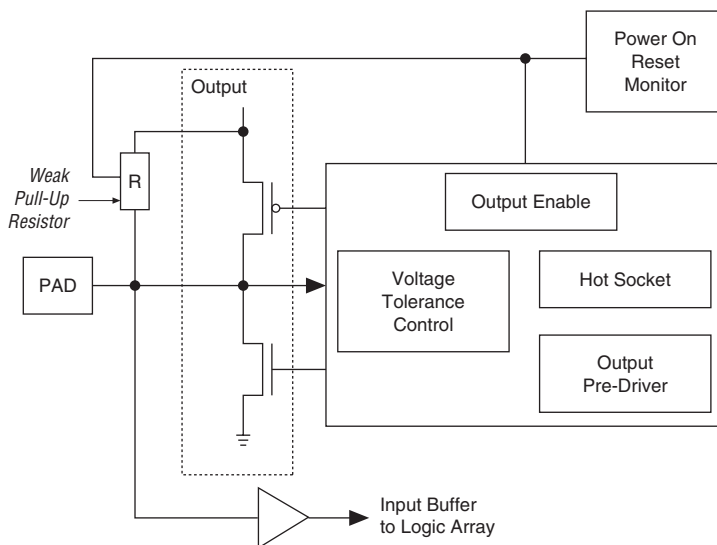 Power On
Reset
Monitor
Output
Weak
Pull-Up
Resistor
R
Output Enable
PAD
Voltage
Tolerance
Control
Hot Socket
Output
Pre-Driver
Input Buffer
to Logic Array